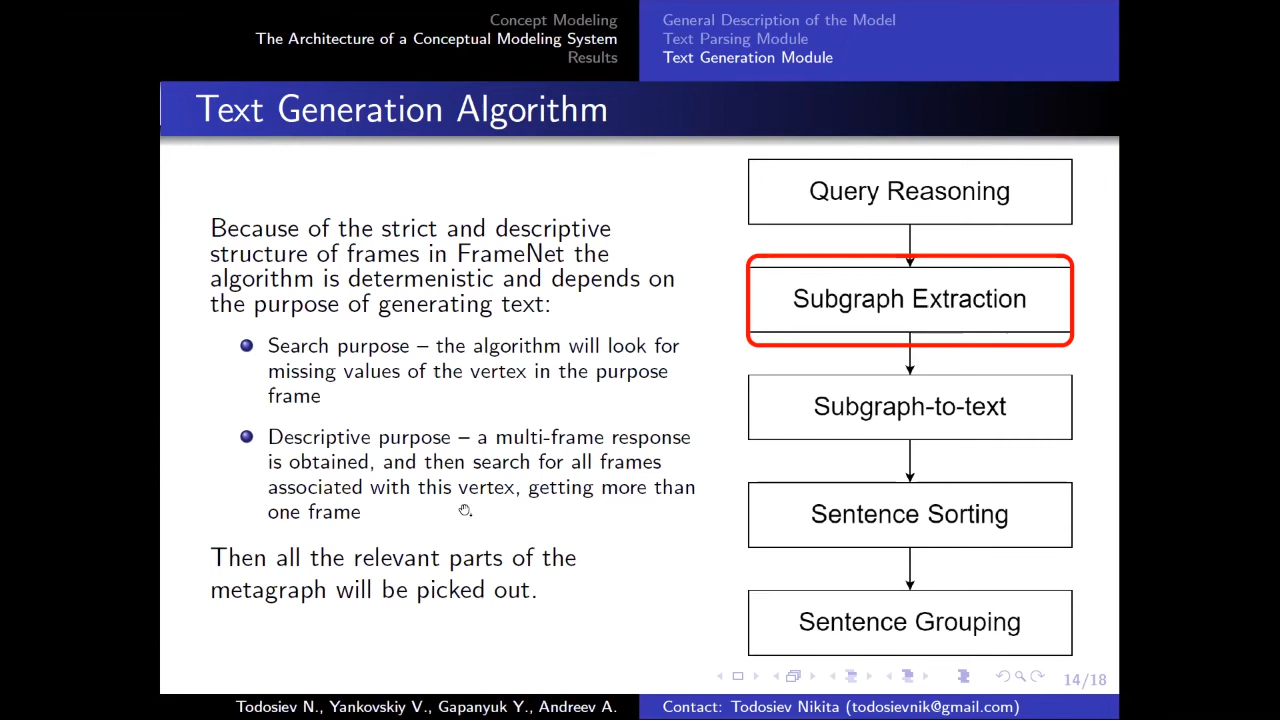 Concept Modeling
The Architecture of a Conceptual Modeling System
Results
General Description of the Model
Text Parsing Module
Text Generation Module
Text Generation Algorithm
Because of the strict and descriptive
structure of frames in FrameNet the
algorithm is determenistic and depends on
the purpose of generating text:
Search purpose – the algorithm will look for
missing values of the vertex in the purpose
frame
Descriptive purpose – a multi-frame response
is obtained, and then search for all frames
associated with this vertex, getting more than
one frame
Then all the relevant parts of the
metagraph will be picked out.
Query Reasoning
Subgraph Extraction
Subgraph-to-text
Sentence Sorting
Sentence Grouping
14/18
Todosiev N., Yankovskiy V., Gapanyuk Y., Andreev A.
Contact: Todosiev Nikita (todosievnik@gmail.com)